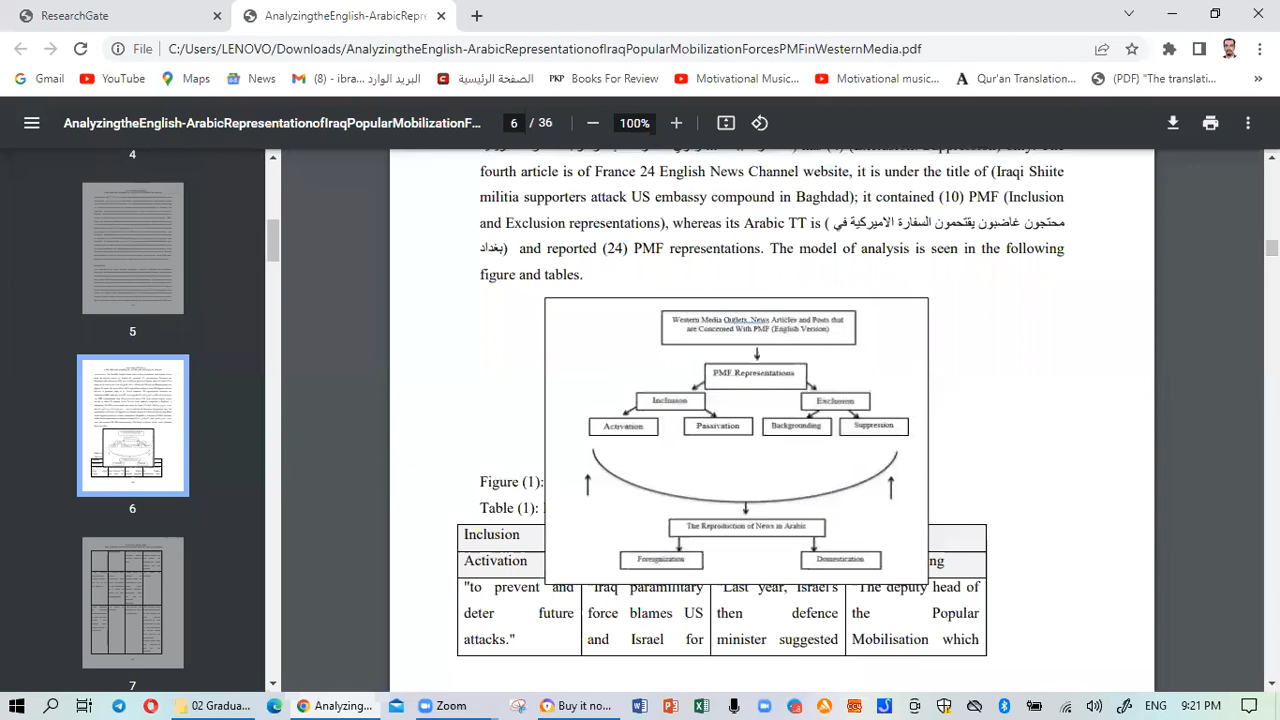 ResearchGate
AnalyzingtheEnglish-ArabicRepre
File C:/Users/LENOVO/Downloads/AnalyzingtheEnglish-ArabicRepresentationofIraqPopularMobilizationForcesPMFinWesternMedia.pdf
Gmail YouTube Maps News البريد الوارد (8) - ibra... الصفحة الرئيسية PKP Books For Review Motivational Music... Motivational music... A Qur'an Translation... (PDF) "The translati...
AnalyzingtheEnglish-ArabicRepresentationofIraqPopularMobilizationF... 6 / 36 100%
4
5
6
7
fourth article is of France 24 English News Channel website, it is under the title of (Iraqi Shiite
militia supporters attack US embassy compound in Baghdad); it contained (10) PMF (Inclusion
and Exclusion representations), whereas its Arabic TT is ( محتجون غاضبون يقتحمون السفارة الاميركية في
بغداد) and reported (24) PMF representations. The model of analysis is seen in the following
figure and tables.
Western Media Outlets, News Articles and Posts that
are Concerned With PMF (English Version)
PMF Representations
Inclusion Exclusion
Activation Passivation Backgrounding Suppression
The Reproduction of News in Arabic
Foreignization Domestication
Figure (1):
Table (1):
Inclusion
Activation
"to prevent and
deter future
attacks."
"Iraq paramilitary
force blames US
and Israel for
"Last year, Israel's
then defence
minister suggested
ng
"The deputy head of
the Popular
Mobilisation which
02 Gradua... Analyzing... Zoom Buy it no... ENG 9:21 PM